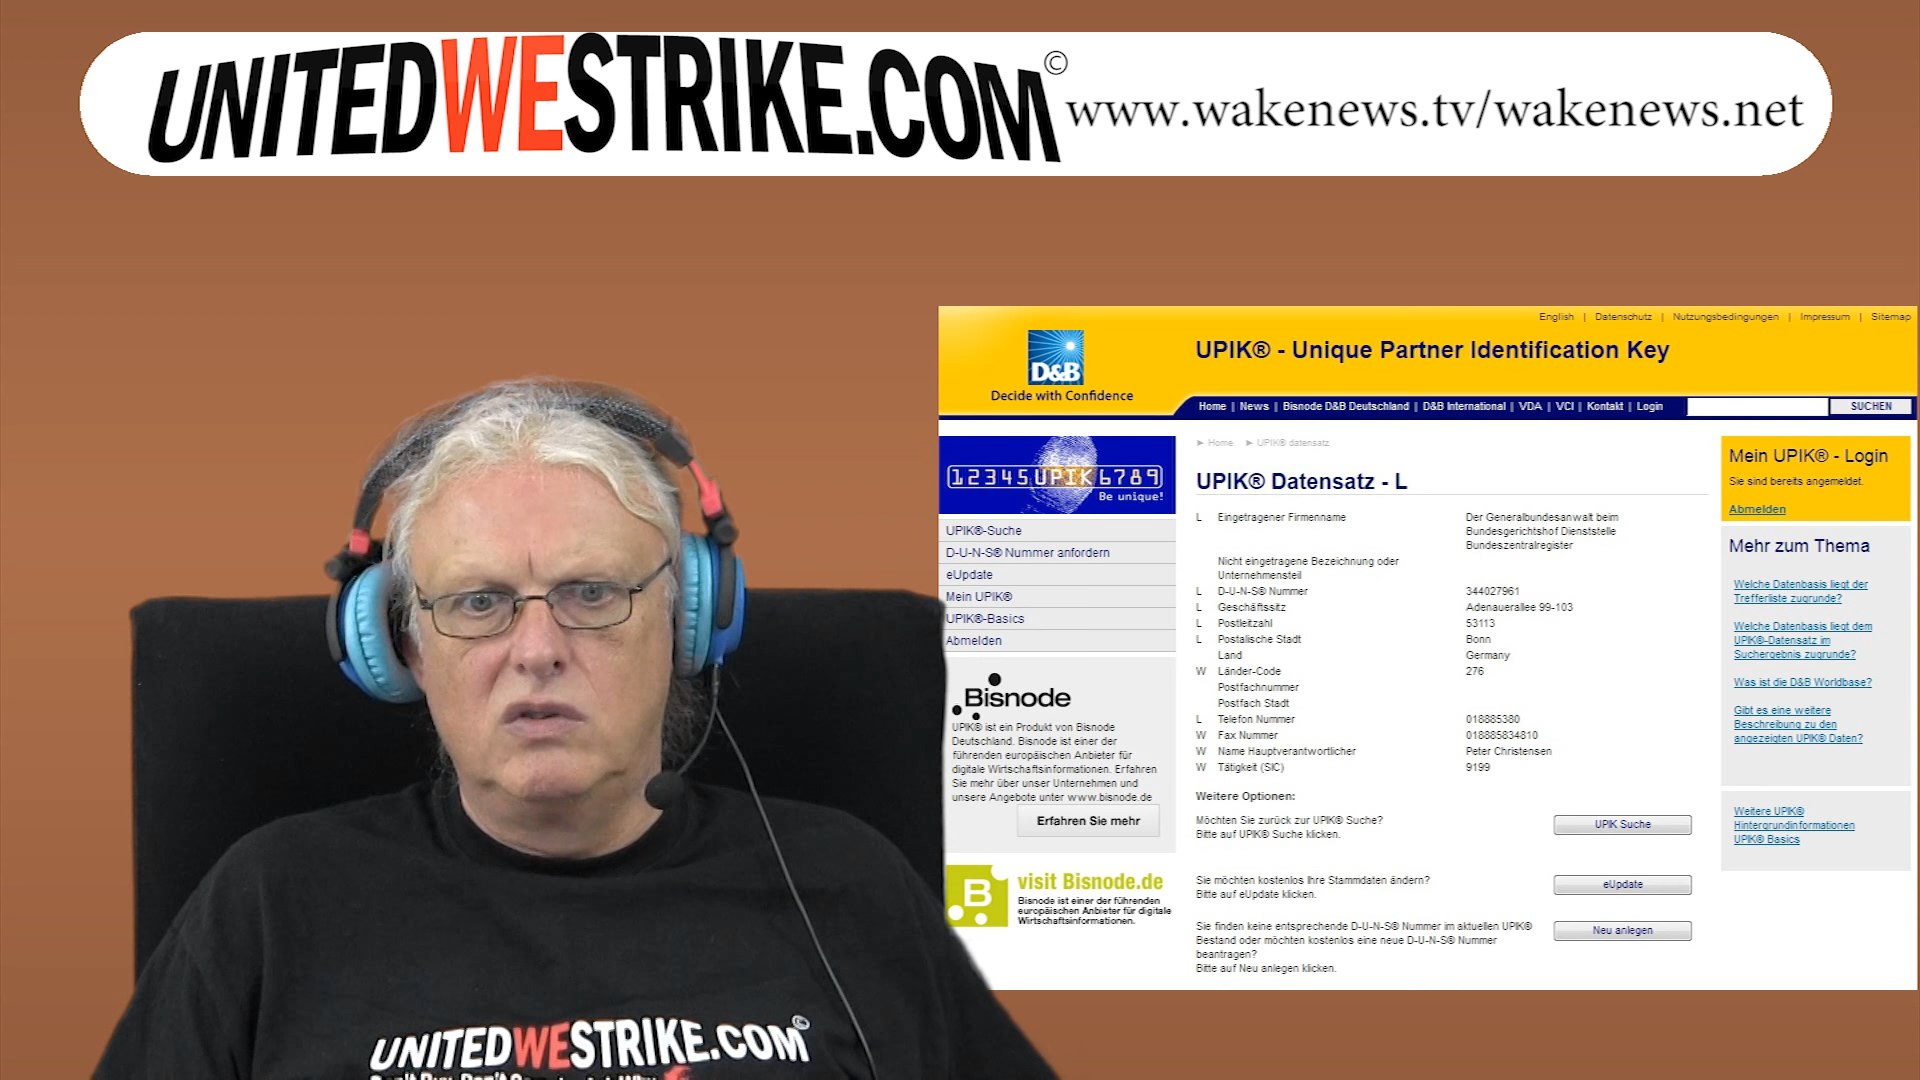 UNITEDWESTRIKE.COM©
www.wakenews.tv/wakenews.net
English | Datenschutz | Nutzungsbedingungen | Impressum | Sitemap
D&B
Decide with Confidence
UPIK® - Unique Partner Identification Key
Home | News | Bisnode D&B Deutschland | D&B International | VDA | VCI | Kontakt | Login
SUCHEN
12345UPIK6789
Be unique!
UPIK®-Suche
D-U-N-S® Nummer anfordern
eUpdate
Mein UPIK®
UPIK®-Basics
Abmelden
Bisnode
UPIK® ist ein Produkt von Bisnode
Deutschland. Bisnode ist einer der
führenden europäischen Anbieter für
digitale Wirtschaftsinformationen. Erfahren
Sie mehr über unser Unternehmen und
unsere Angebote unter www.bisnode.de
Erfahren Sie mehr
B
visit Bisnode.de
Bisnode ist einer der führenden
europäischen Anbieter für digitale
Wirtschaftsinformationen.
► Home ► UPIK® datensatz
UPIK® Datensatz - L
L Eingetragener Firmenname Der Generalbundesanwalt beim
Bundesgerichtshof Dienststelle
Bundeszentralregister
Nicht eingetragene Bezeichnung oder
Unternehmensteil
L D-U-N-S® Nummer 344027961
L Geschäftssitz Adenauerallee 99-103
L Postleitzahl 53113
L Postalische Stadt Bonn
Land Germany
W Länder-Code 276
Postfachnummer
Postfach Stadt
L Telefon Nummer 018885380
W Fax Nummer 018885834810
W Name Hauptverantwortlicher Peter Christensen
W Tätigkeit (SIC) 9199
Weitere Optionen:
Möchten Sie zurück zur UPIK® Suche?
Bitte auf UPIK® Suche klicken.
UPIK Suche
Sie möchten kostenlos Ihre Stammdaten ändern?
Bitte auf eUpdate klicken.
eUpdate
Sie finden keine entsprechende D-U-N-S® Nummer im aktuellen UPIK®
Bestand oder möchten kostenlos eine neue D-U-N-S® Nummer
beantragen?
Bitte auf Neu anlegen klicken.
Neu anlegen
Mein UPIK® - Login
Sie sind bereits angemeldet.
Abmelden
Mehr zum Thema
Welche Datenbasis liegt der
Trefferliste zugrunde?
Welche Datenbasis liegt dem
UPIK®-Datensatz im
Suchergebnis zugrunde?
Was ist die D&B Worldbase?
Gibt es eine weitere
Beschreibung zu den
angezeigten UPIK® Daten?
Weitere UPIK®
Hintergrundinformationen
UPIK® Basics
UNITEDWESTRIKE.COM©